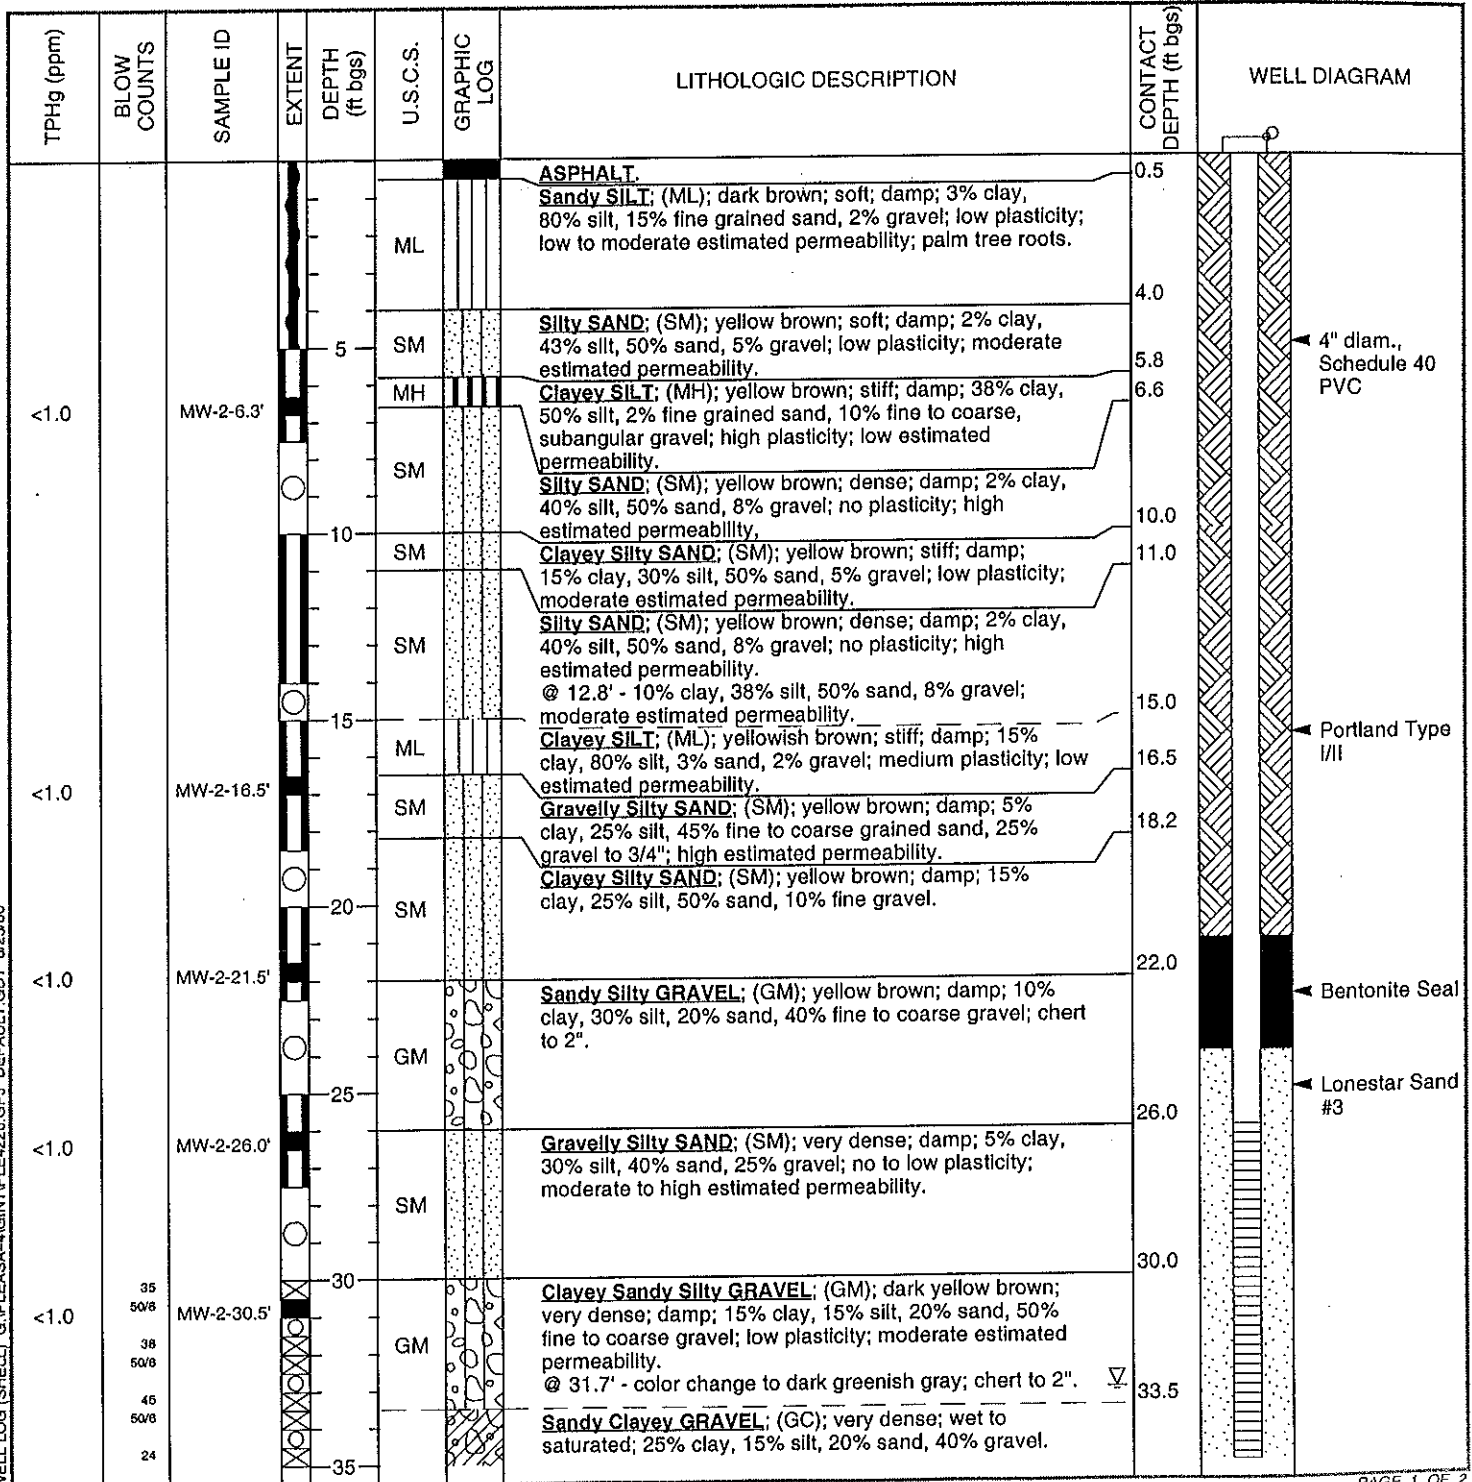 TPHg (ppm)
BLOW COUNTS
SAMPLE ID
EXTENT
DEPTH (ft bgs)
U.S.C.S.
GRAPHIC LOG
LITHOLOGIC DESCRIPTION
CONTACT DEPTH (ft bgs)
WELL DIAGRAM
ASPHALT.
0.5
Sandy SILT; (ML); dark brown; soft; damp; 3% clay,
80% silt, 15% fine grained sand, 2% gravel; low plasticity;
low to moderate estimated permeability; palm tree roots.
ML
4.0
Silty SAND; (SM); yellow brown; soft; damp; 2% clay,
43% silt, 50% sand, 5% gravel; low plasticity; moderate
estimated permeability.
5
SM
5.8
4" diam.,
Schedule 40
PVC
<1.0
MW-2-6.3'
MH
Clayey SILT; (MH); yellow brown; stiff; damp; 38% clay,
50% silt, 2% fine grained sand, 10% fine to coarse,
subangular gravel; high plasticity; low estimated
permeability.
6.6
SM
Silty SAND; (SM); yellow brown; dense; damp; 2% clay,
40% silt, 50% sand, 8% gravel; no plasticity; high
estimated permeability,
10.0
10
SM
Clayey Silty SAND; (SM); yellow brown; stiff; damp;
15% clay, 30% silt, 50% sand, 5% gravel; low plasticity;
moderate estimated permeability.
11.0
SM
Silty SAND; (SM); yellow brown; dense; damp; 2% clay,
40% silt, 50% sand, 8% gravel; no plasticity; high
estimated permeability.
@ 12.8' - 10% clay, 38% silt, 50% sand, 8% gravel;
moderate estimated permeability.
15.0
15
ML
Clayey SILT; (ML); yellowish brown; stiff; damp; 15%
clay, 80% silt, 3% sand, 2% gravel; medium plasticity; low
estimated permeability.
16.5
Portland Type
I/II
<1.0
MW-2-16.5'
SM
Gravelly Silty SAND; (SM); yellow brown; damp; 5%
clay, 25% silt, 45% fine to coarse grained sand, 25%
gravel to 3/4"; high estimated permeability.
18.2
20
SM
Clayey Silty SAND; (SM); yellow brown; damp; 15%
clay, 25% silt, 50% sand, 10% fine gravel.
<1.0
MW-2-21.5'
22.0
Sandy Silty GRAVEL; (GM); yellow brown; damp; 10%
clay, 30% silt, 20% sand, 40% fine to coarse gravel; chert
to 2".
Bentonite Seal
GM
Lonestar Sand
#3
25
26.0
<1.0
MW-2-26.0'
Gravelly Silty SAND; (SM); very dense; damp; 5% clay,
30% silt, 40% sand, 25% gravel; no to low plasticity;
moderate to high estimated permeability.
SM
30.0
30
35
50/6
<1.0
MW-2-30.5'
Clayey Sandy Silty GRAVEL; (GM); dark yellow brown;
very dense; damp; 15% clay, 15% silt, 20% sand, 50%
fine to coarse gravel; low plasticity; moderate estimated
permeability.
@ 31.7' - color change to dark greenish gray; chert to 2".
38
50/6
GM
33.5
45
50/6
24
Sandy Clayey GRAVEL; (GC); very dense; wet to
saturated; 25% clay, 15% silt, 20% sand, 40% gravel.
35
PAGE 1 OF 2
WELL LOG (SHELL)